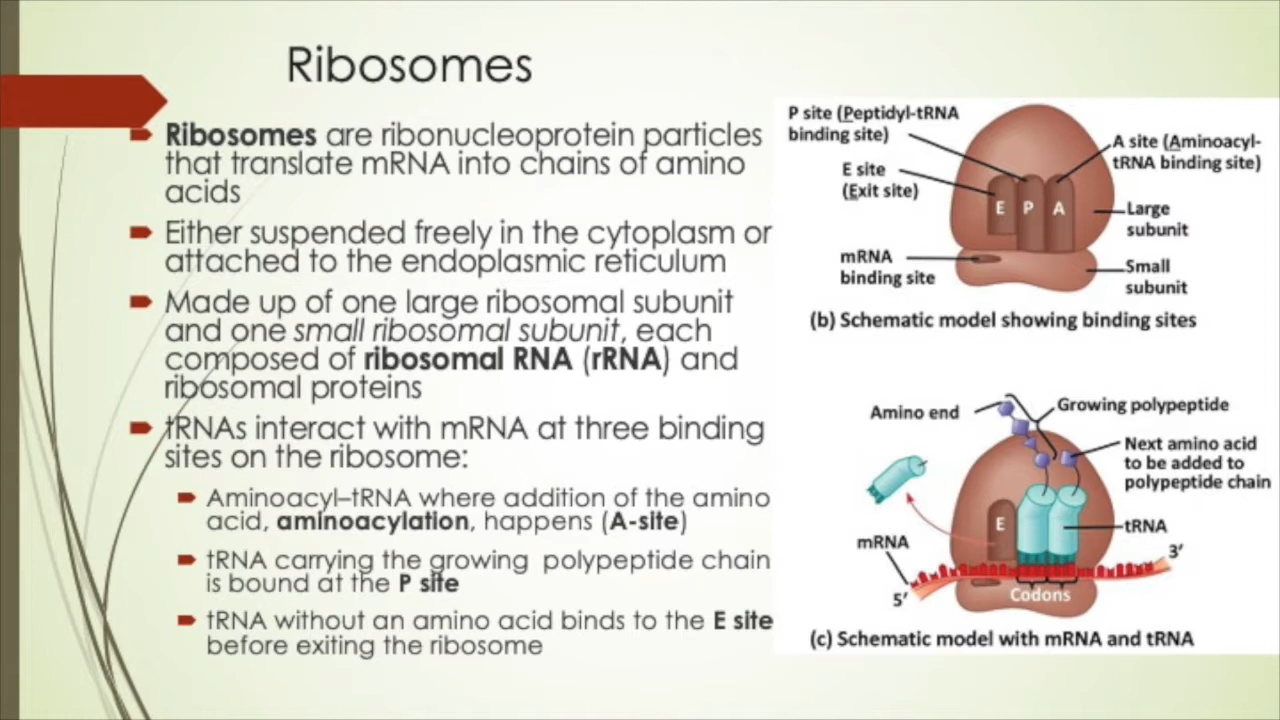 Ribosomes
Ribosomes are ribonucleoprotein particles
that translate mRNA into chains of amino
acids
Either suspended freely in the cytoplasm or
attached to the endoplasmic reticulum
Made up of one large ribosomal subunit
and one small ribosomal subunit, each
composed of ribosomal RNA (rRNA) and
ribosomal proteins
tRNAs interact with mRNA at three binding
sites on the ribosome:
Aminoacyl–tRNA where addition of the amino
acid, aminoacylation, happens (A-site)
tRNA carrying the growing polypeptide chain
is bound at the P site
tRNA without an amino acid binds to the E site
before exiting the ribosome
P site (Peptidyl-tRNA
binding site)
A site (Aminoacyl-
tRNA binding site)
E site
(Exit site)
E P A
Large
subunit
mRNA
binding site
Small
subunit
(b) Schematic model showing binding sites
Amino end
Growing polypeptide
Next amino acid
to be added to
polypeptide chain
E
tRNA
mRNA
3’
5’
Codons
(c) Schematic model with mRNA and tRNA